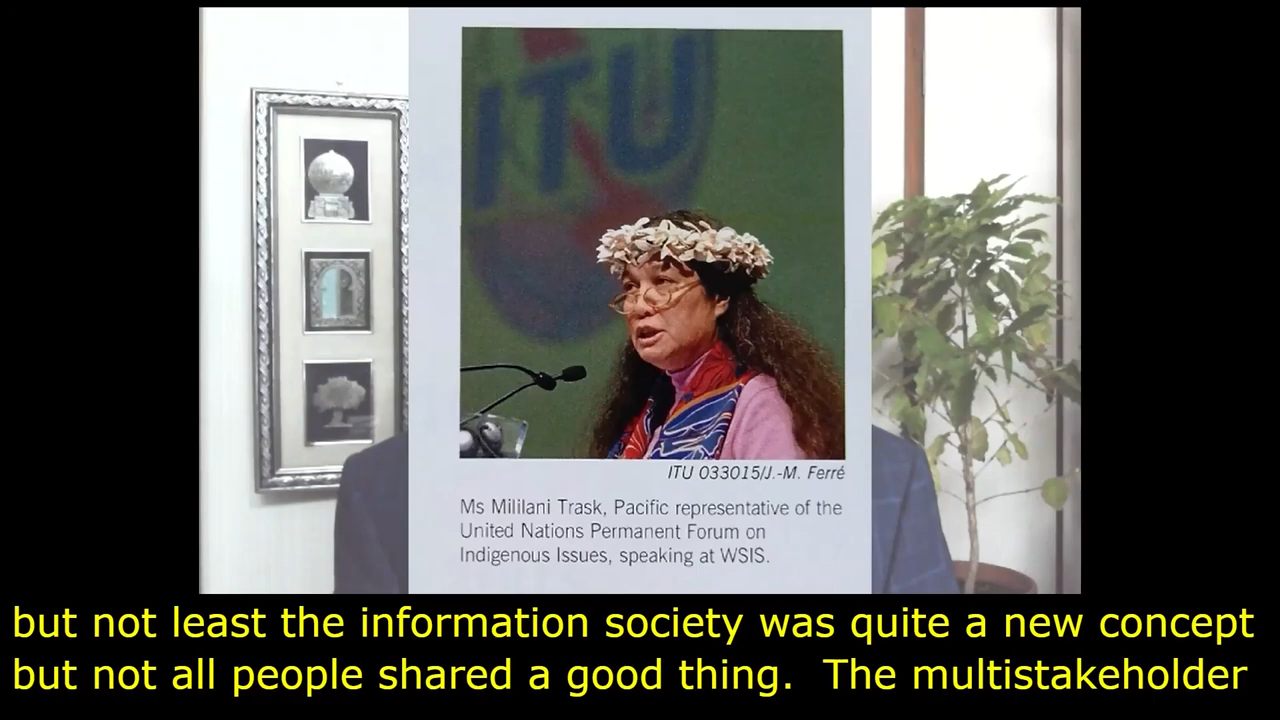 ITU
ITU 033015/J.-M. Ferré
Ms Mililani Trask, Pacific representative of the
United Nations Permanent Forum on
Indigenous Issues, speaking at WSIS.
but not least the information society was quite a new concept
but not all people shared a good thing.  The multistakeholder